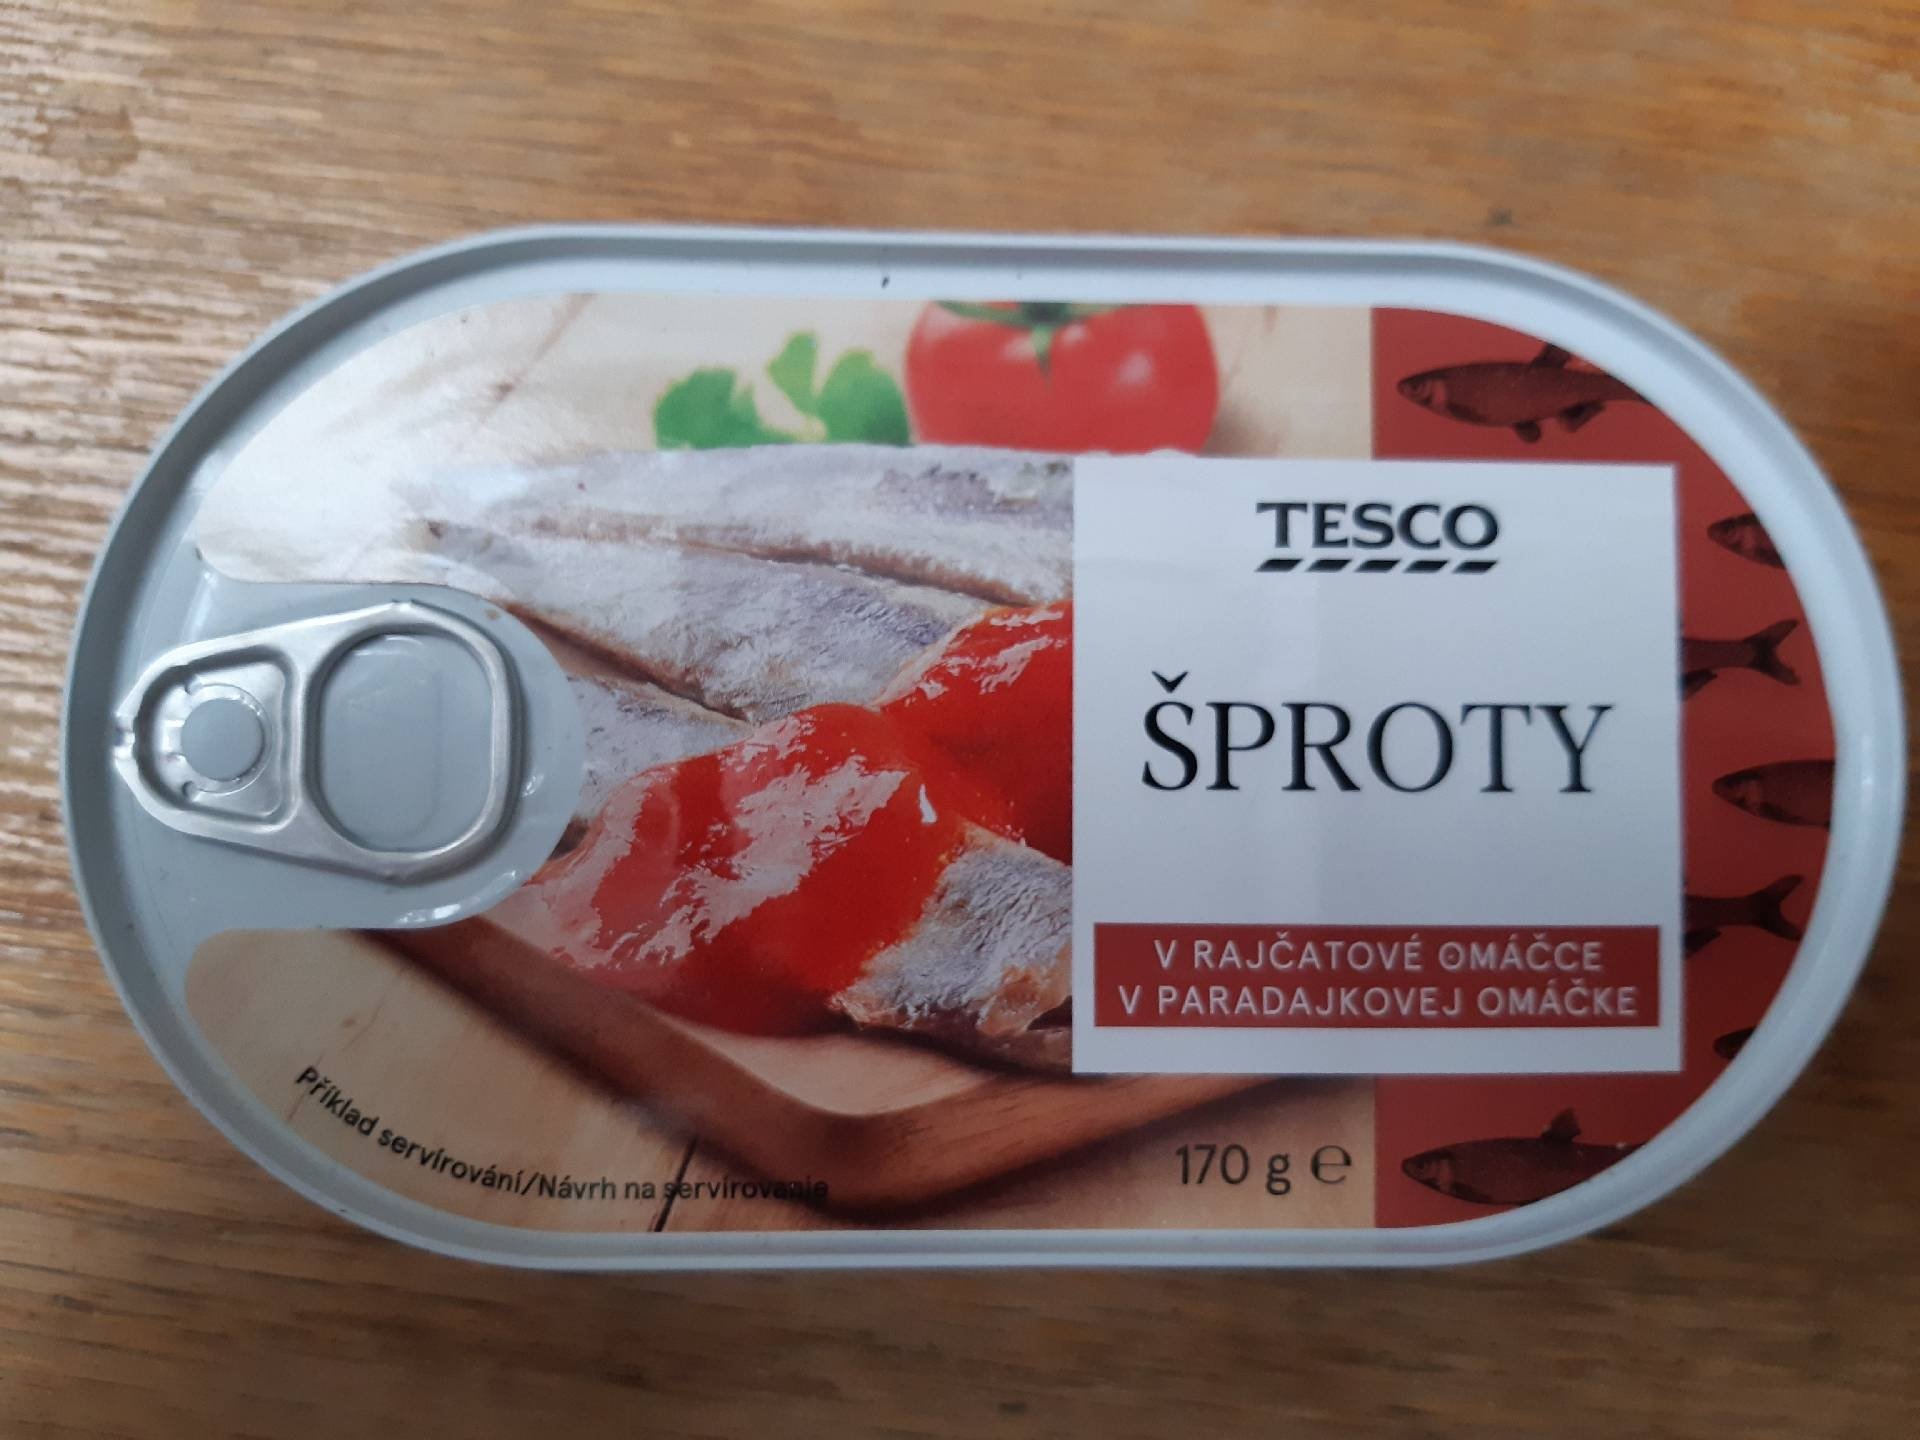 TESCO
ŠPROTY
V RAJČATOVÉ OMÁČCE
V PARADAJKOVEJ OMÁČKE
170 g e
Příklad servírování/Návrh na servírovanie